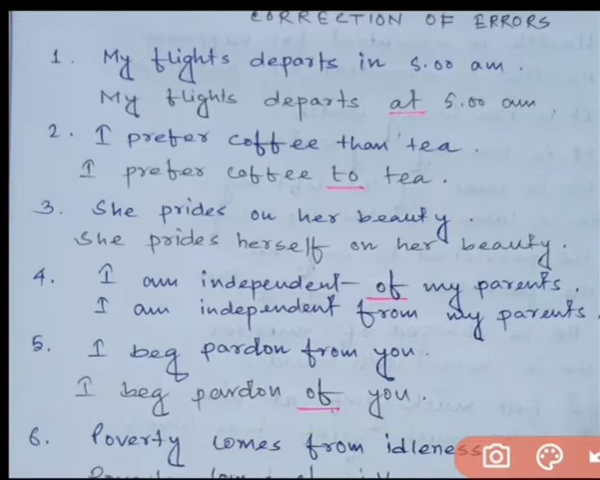 CORRECTION OF ERRORS
1. My flights departs in 5.00 am.
My flights departs at 5.00 am
2. I prefer coffee than tea.
I prefer coffee to tea.
3. She prides on her beauty.
She prides herself on her beauty.
4. I am independent of my parents.
I am independent from my parents.
5. I beg pardon from you.
I beg pardon of you.
6. Poverty comes from idleness